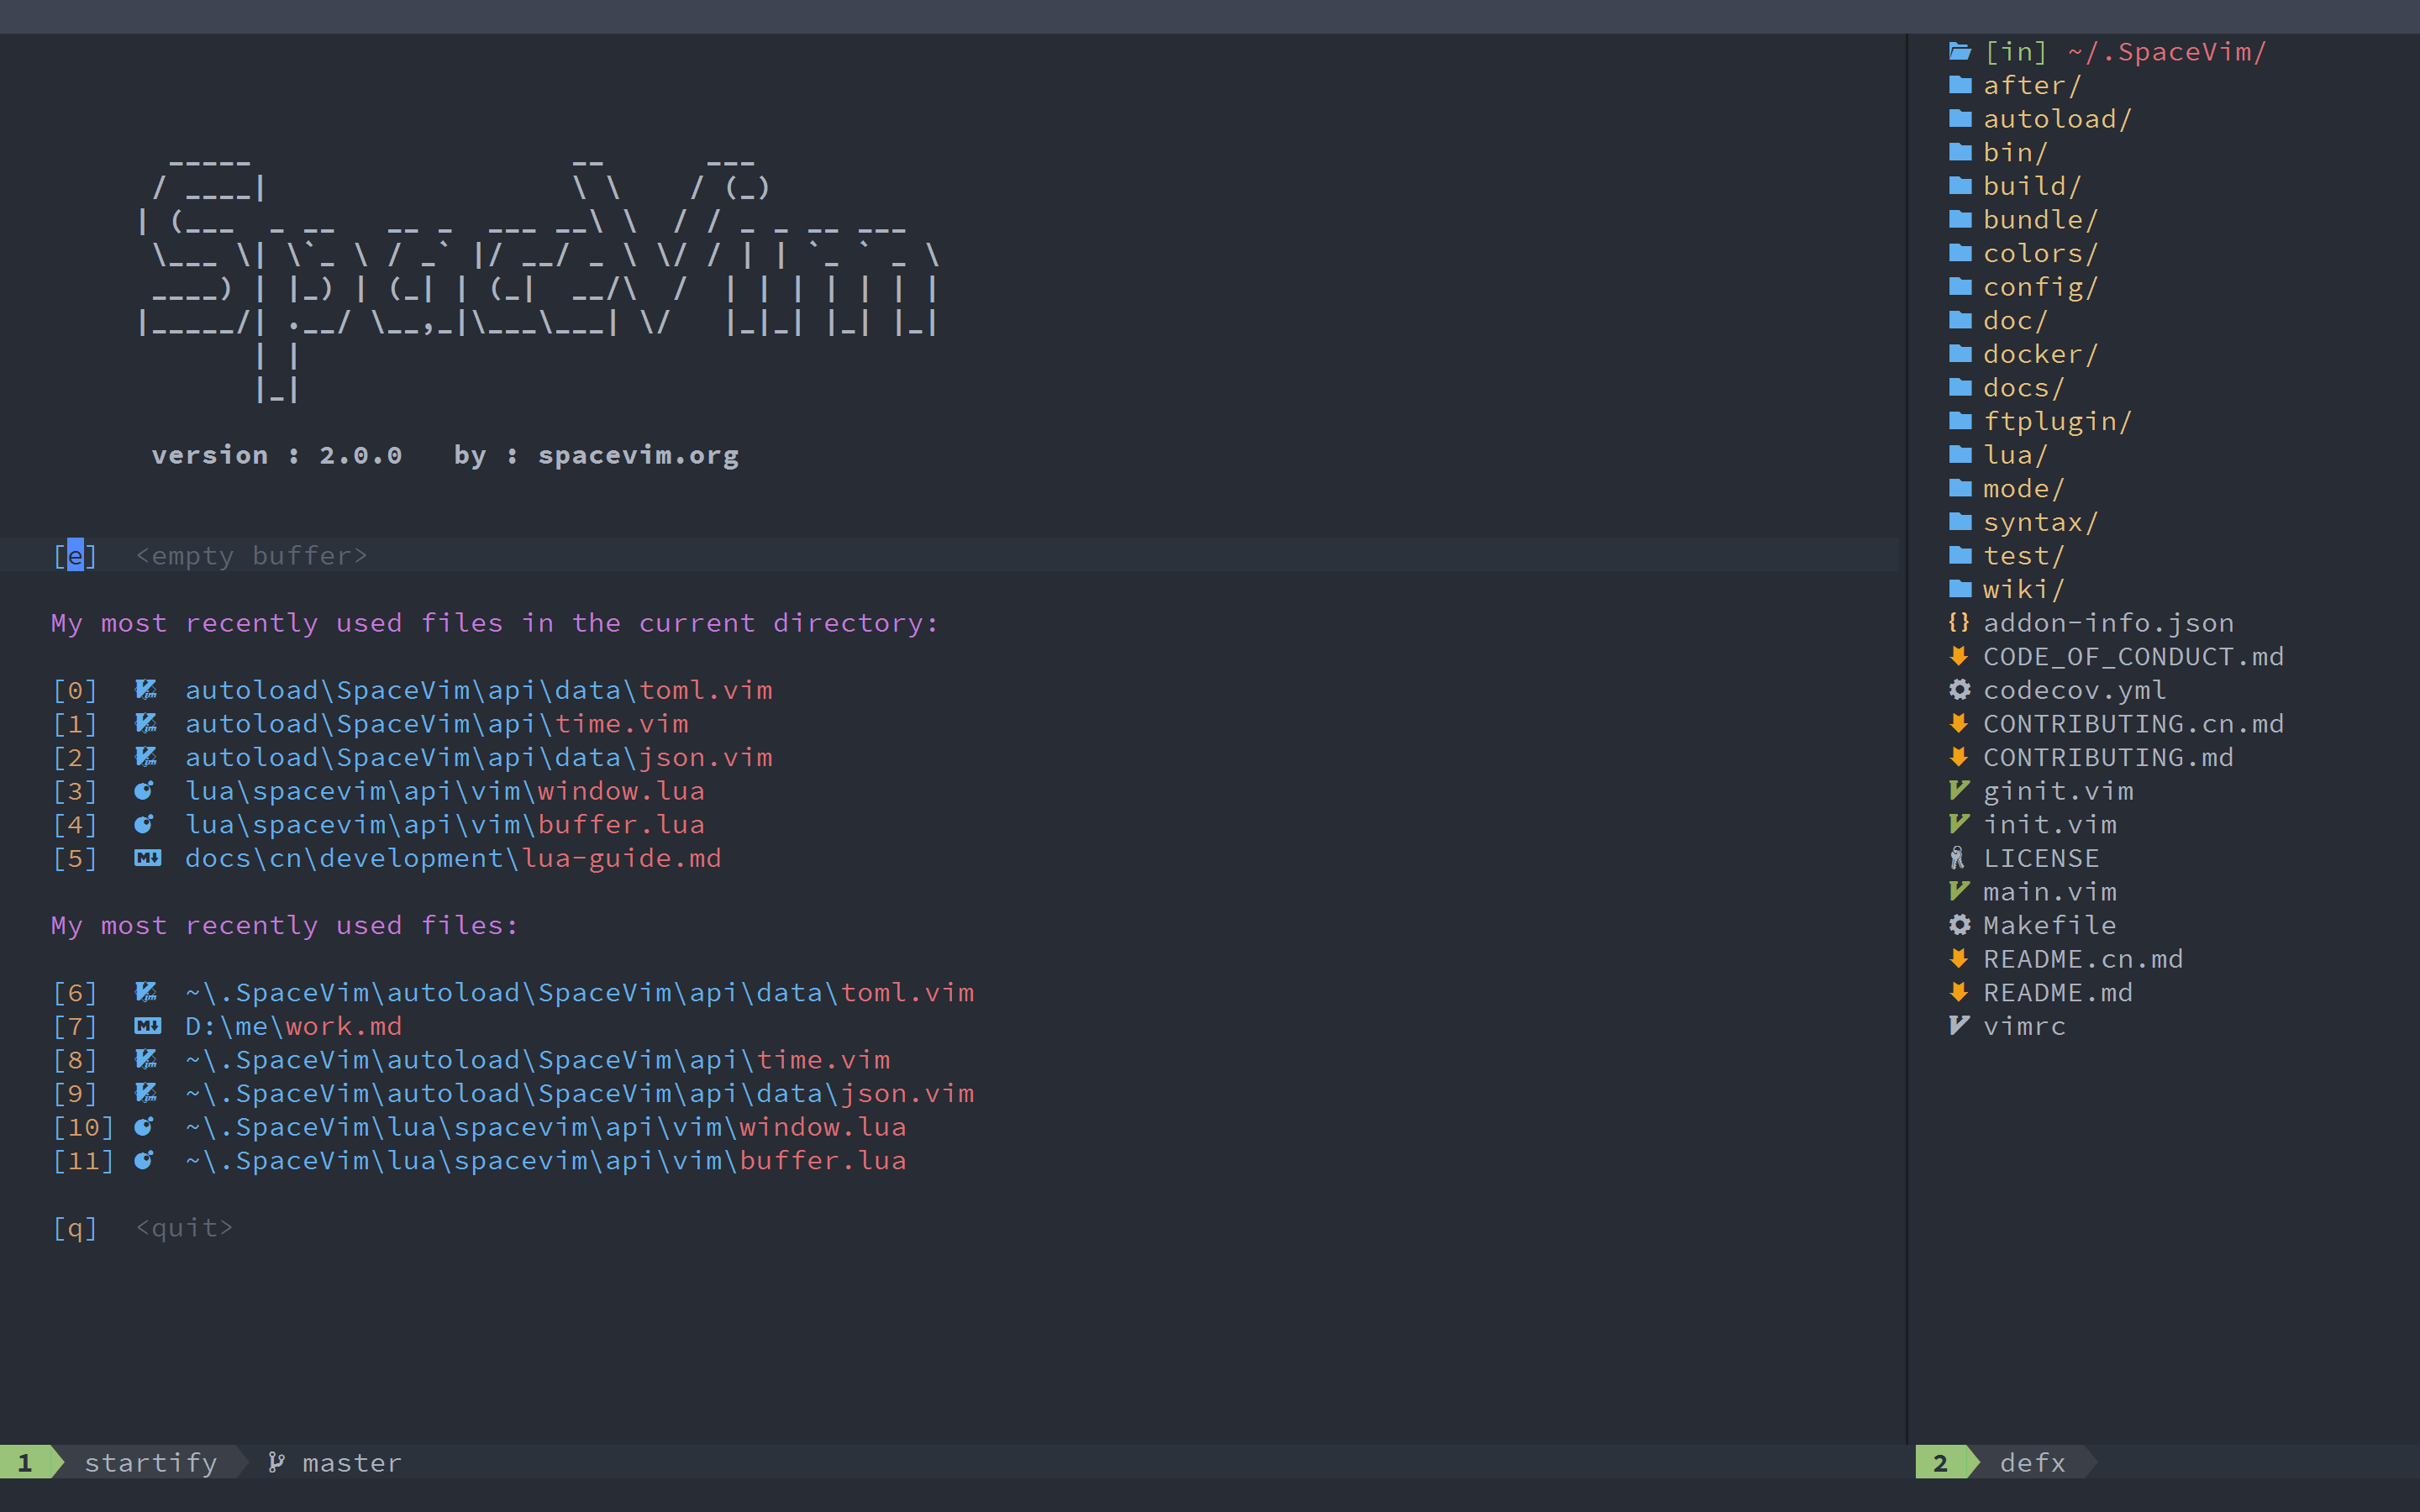 _____                    __      ___
 / ____|                   \ \    / (_)
| (___  _ __   __ _  ___ __\ \  / / _ _ __ ___
 \___ \| \`_ \ / _` |/ __/ _ \ \/ / | | `_ ` _ \
 ____) | |_) | (_| | (_|  __/\  /  | | | | | | |
|_____/| .__/ \__,_|\___\___| \/   |_|_| |_| |_|
       | |
       |_|
version : 2.0.0   by : spacevim.org
[e]  <empty buffer>
My most recently used files in the current directory:
[0]  autoload\SpaceVim\api\data\toml.vim
[1]  autoload\SpaceVim\api\time.vim
[2]  autoload\SpaceVim\api\data\json.vim
[3]  lua\spacevim\api\vim\window.lua
[4]  lua\spacevim\api\vim\buffer.lua
[5]  docs\cn\development\lua-guide.md
My most recently used files:
[6]  ~\.SpaceVim\autoload\SpaceVim\api\data\toml.vim
[7]  D:\me\work.md
[8]  ~\.SpaceVim\autoload\SpaceVim\api\time.vim
[9]  ~\.SpaceVim\autoload\SpaceVim\api\data\json.vim
[10] ~\.SpaceVim\lua\spacevim\api\vim\window.lua
[11] ~\.SpaceVim\lua\spacevim\api\vim\buffer.lua
[q]  <quit>
1 startify master
[in] ~/.SpaceVim/
after/
autoload/
bin/
build/
bundle/
colors/
config/
doc/
docker/
docs/
ftplugin/
lua/
mode/
syntax/
test/
wiki/
addon-info.json
CODE_OF_CONDUCT.md
codecov.yml
CONTRIBUTING.cn.md
CONTRIBUTING.md
ginit.vim
init.vim
LICENSE
main.vim
Makefile
README.cn.md
README.md
vimrc
2 defx